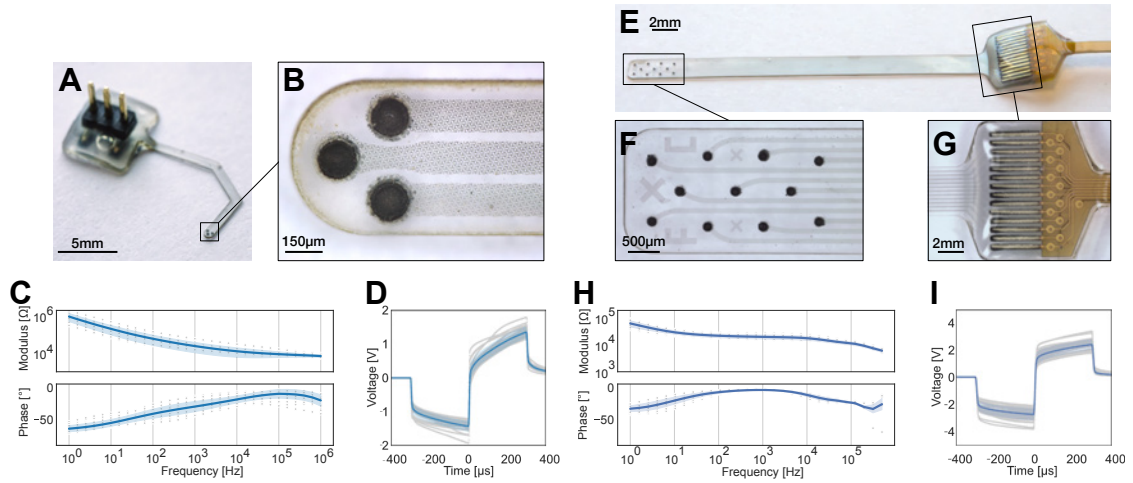 A
5mm
B
150µm
E
2mm
F
E
X
F
500µm
G
2mm
C
Modulus [Ω]
10⁶
10⁴
Phase [°]
0
−50
10⁰ 10¹ 10² 10³ 10⁴ 10⁵ 10⁶
Frequency [Hz]
D
Voltage [V]
2
1
0
-1
-2
-400 -200 0 200 400
Time [µs]
H
Modulus [Ω]
10⁵
10⁴
10³
Phase [°]
0
−50
10⁰ 10¹ 10² 10³ 10⁴ 10⁵
Frequency [Hz]
I
Voltage [V]
4
2
0
-2
-4
-400 -200 0 200 400
Time [µs]